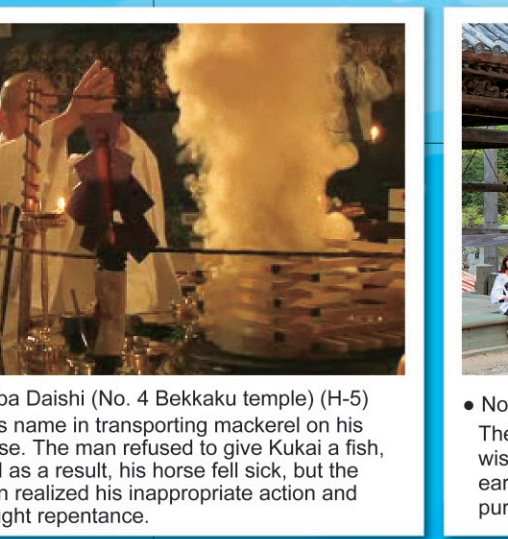 ba Daishi (No. 4 Bekkaku temple) (H-5)
s name in transporting mackerel on his
se. The man refused to give Kukai a fish,
d as a result, his horse fell sick, but the
n realized his inappropriate action and
ght repentance.
● No
The
wis
ear
pur